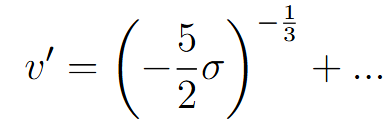 v′ = (−5/2 σ)^(−1/3) + ...